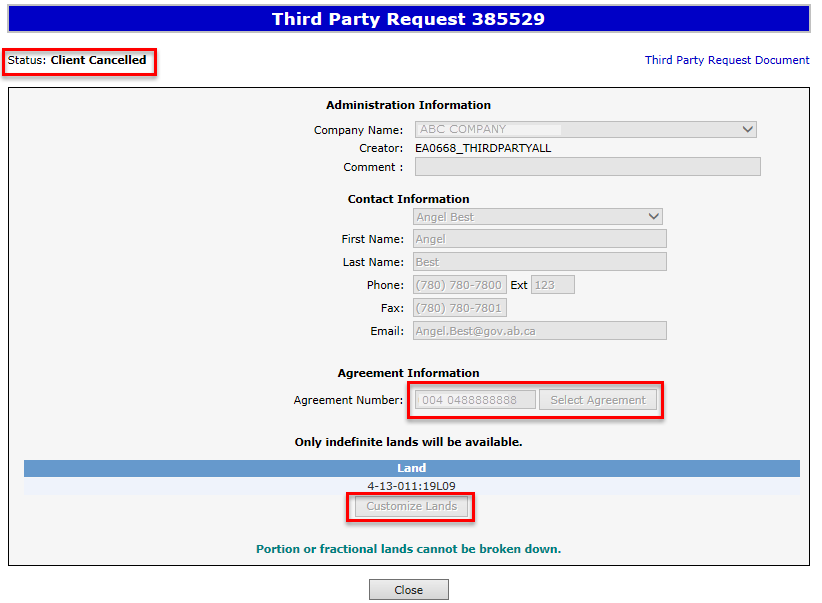 Third Party Request 385529
Status: Client Cancelled
Third Party Request Document
Administration Information
Company Name: ABC COMPANY
Creator: EA0668_THIRDPARTYALL
Comment :
Contact Information
Angel Best
First Name: Angel
Last Name: Best
Phone: (780) 780-7800 Ext 123
Fax: (780) 780-7801
Email: Angel.Best@gov.ab.ca
Agreement Information
Agreement Number: 004 0488888888 Select Agreement
Only indefinite lands will be available.
Land
4-13-011:19L09
Customize Lands
Portion or fractional lands cannot be broken down.
Close